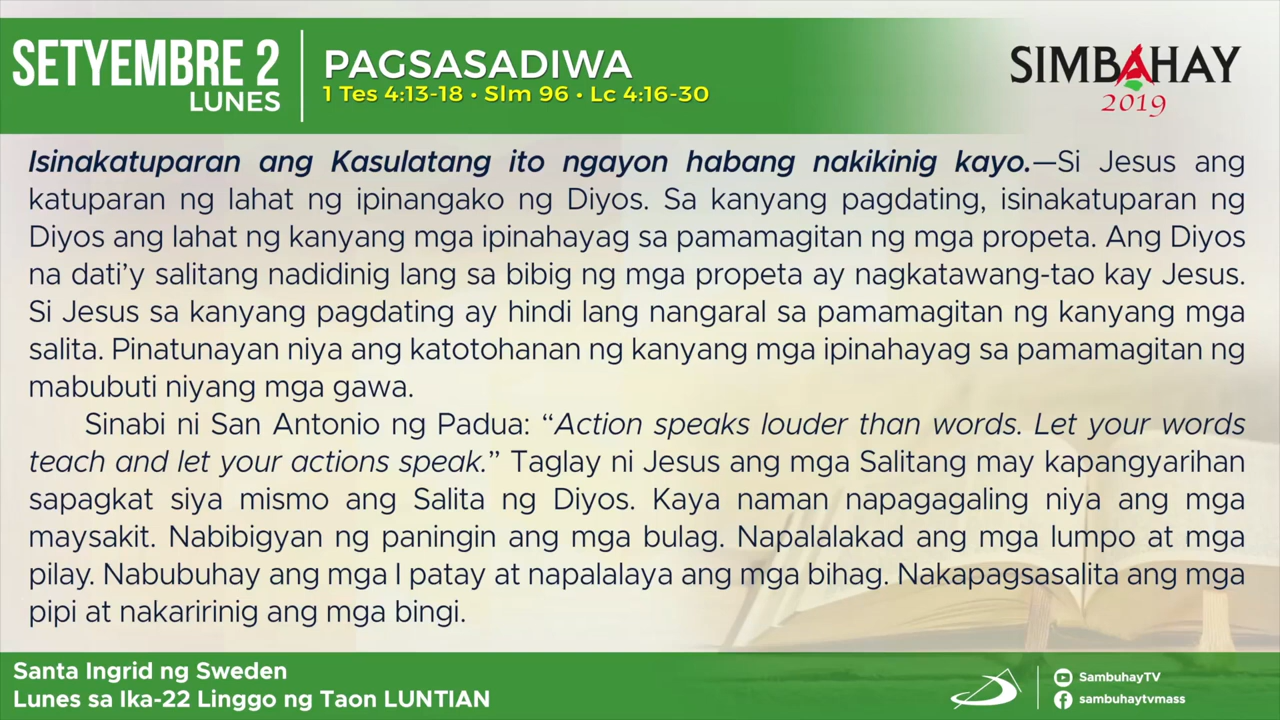 SETYEMBRE 2
LUNES
PAGSASADIWA
1 Tes 4:13-18 • Slm 96 • Lc 4:16-30
SIMBAHAY
2019
Isinakatuparan ang Kasulatang ito ngayon habang nakikinig kayo.—Si Jesus ang
katuparan ng lahat ng ipinangako ng Diyos. Sa kanyang pagdating, isinakatuparan ng
Diyos ang lahat ng kanyang mga ipinahayag sa pamamagitan ng mga propeta. Ang Diyos
na dati’y salitang nadidinig lang sa bibig ng mga propeta ay nagkatawang-tao kay Jesus.
Si Jesus sa kanyang pagdating ay hindi lang nangaral sa pamamagitan ng kanyang mga
salita. Pinatunayan niya ang katotohanan ng kanyang mga ipinahayag sa pamamagitan ng
mabubuti niyang mga gawa.
Sinabi ni San Antonio ng Padua: “Action speaks louder than words. Let your words
teach and let your actions speak.” Taglay ni Jesus ang mga Salitang may kapangyarihan
sapagkat siya mismo ang Salita ng Diyos. Kaya naman napagagaling niya ang mga
maysakit. Nabibigyan ng paningin ang mga bulag. Napalalakad ang mga lumpo at mga
pilay. Nabubuhay ang mga l patay at napalalaya ang mga bihag. Nakapagsasalita ang mga
pipi at nakaririnig ang mga bingi.
Santa Ingrid ng Sweden
Lunes sa Ika-22 Linggo ng Taon LUNTIAN
SambuhayTV
sambuhaytvmass